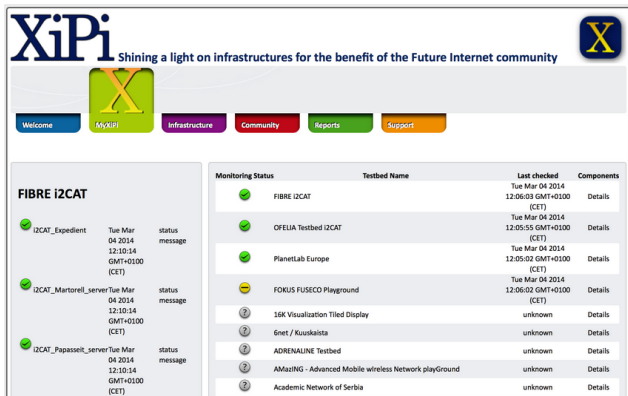 XiPi Shining a light on infrastructures for the benefit of the Future Internet community
X
X
Welcome MyXiPi Infrastructure Community Reports Support
FIBRE i2CAT
i2CAT_Expedient Tue Mar status
04 2014 message
12:10:14
GMT+0100
(CET)
i2CAT_Martorell_server Tue Mar status
04 2014 message
12:10:14
GMT+0100
(CET)
i2CAT_Papasseit_server Tue Mar status
04 2014 message
12:10:14
GMT+0100
(CET)
Monitoring Status Testbed Name Last checked Components
Tue Mar 04 2014
FIBRE i2CAT 12:06:03 GMT+0100 Details
(CET)
Tue Mar 04 2014
OFELIA Testbed i2CAT 12:05:55 GMT+0100 Details
(CET)
Tue Mar 04 2014
PlanetLab Europe 12:05:02 GMT+0100 Details
(CET)
Tue Mar 04 2014
FOKUS FUSECO Playground 12:06:02 GMT+0100 Details
(CET)
? 16K Visualization Tiled Display unknown Details
? 6net / Kuuskaista unknown Details
? ADRENALINE Testbed unknown Details
? AMazING - Advanced Mobile wIreless Network playGround unknown Details
? Academic Network of Serbia unknown Details